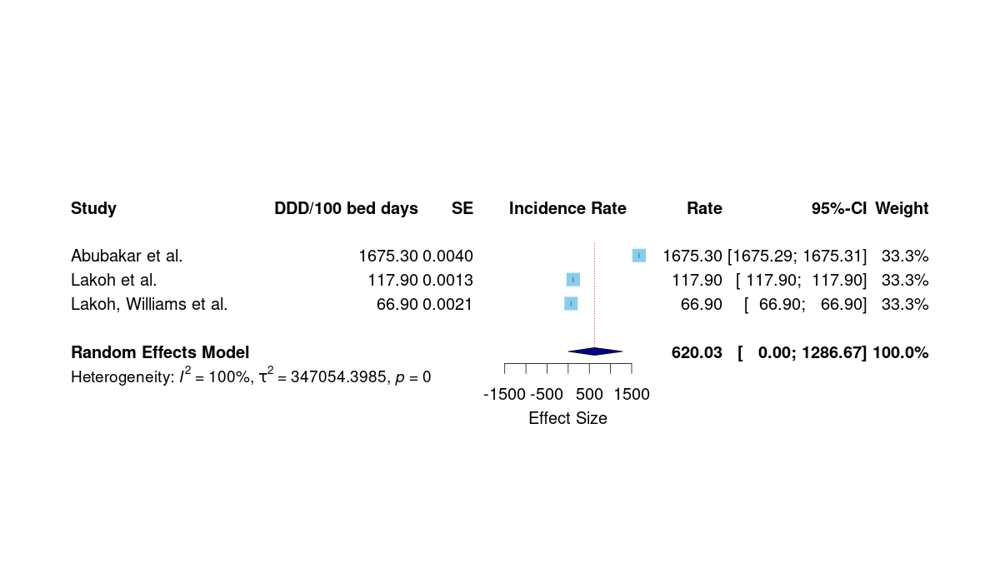 Study DDD/100 bed days SE Incidence Rate Rate 95%-CI Weight
Abubakar et al. 1675.30 0.0040 1675.30 [1675.29; 1675.31] 33.3%
Lakoh et al. 117.90 0.0013 117.90 [ 117.90; 117.90] 33.3%
Lakoh, Williams et al. 66.90 0.0021 66.90 [ 66.90; 66.90] 33.3%
Random Effects Model 620.03 [ 0.00; 1286.67] 100.0%
Heterogeneity: I² = 100%, τ² = 347054.3985, p = 0
-1500 -500 500 1500
Effect Size